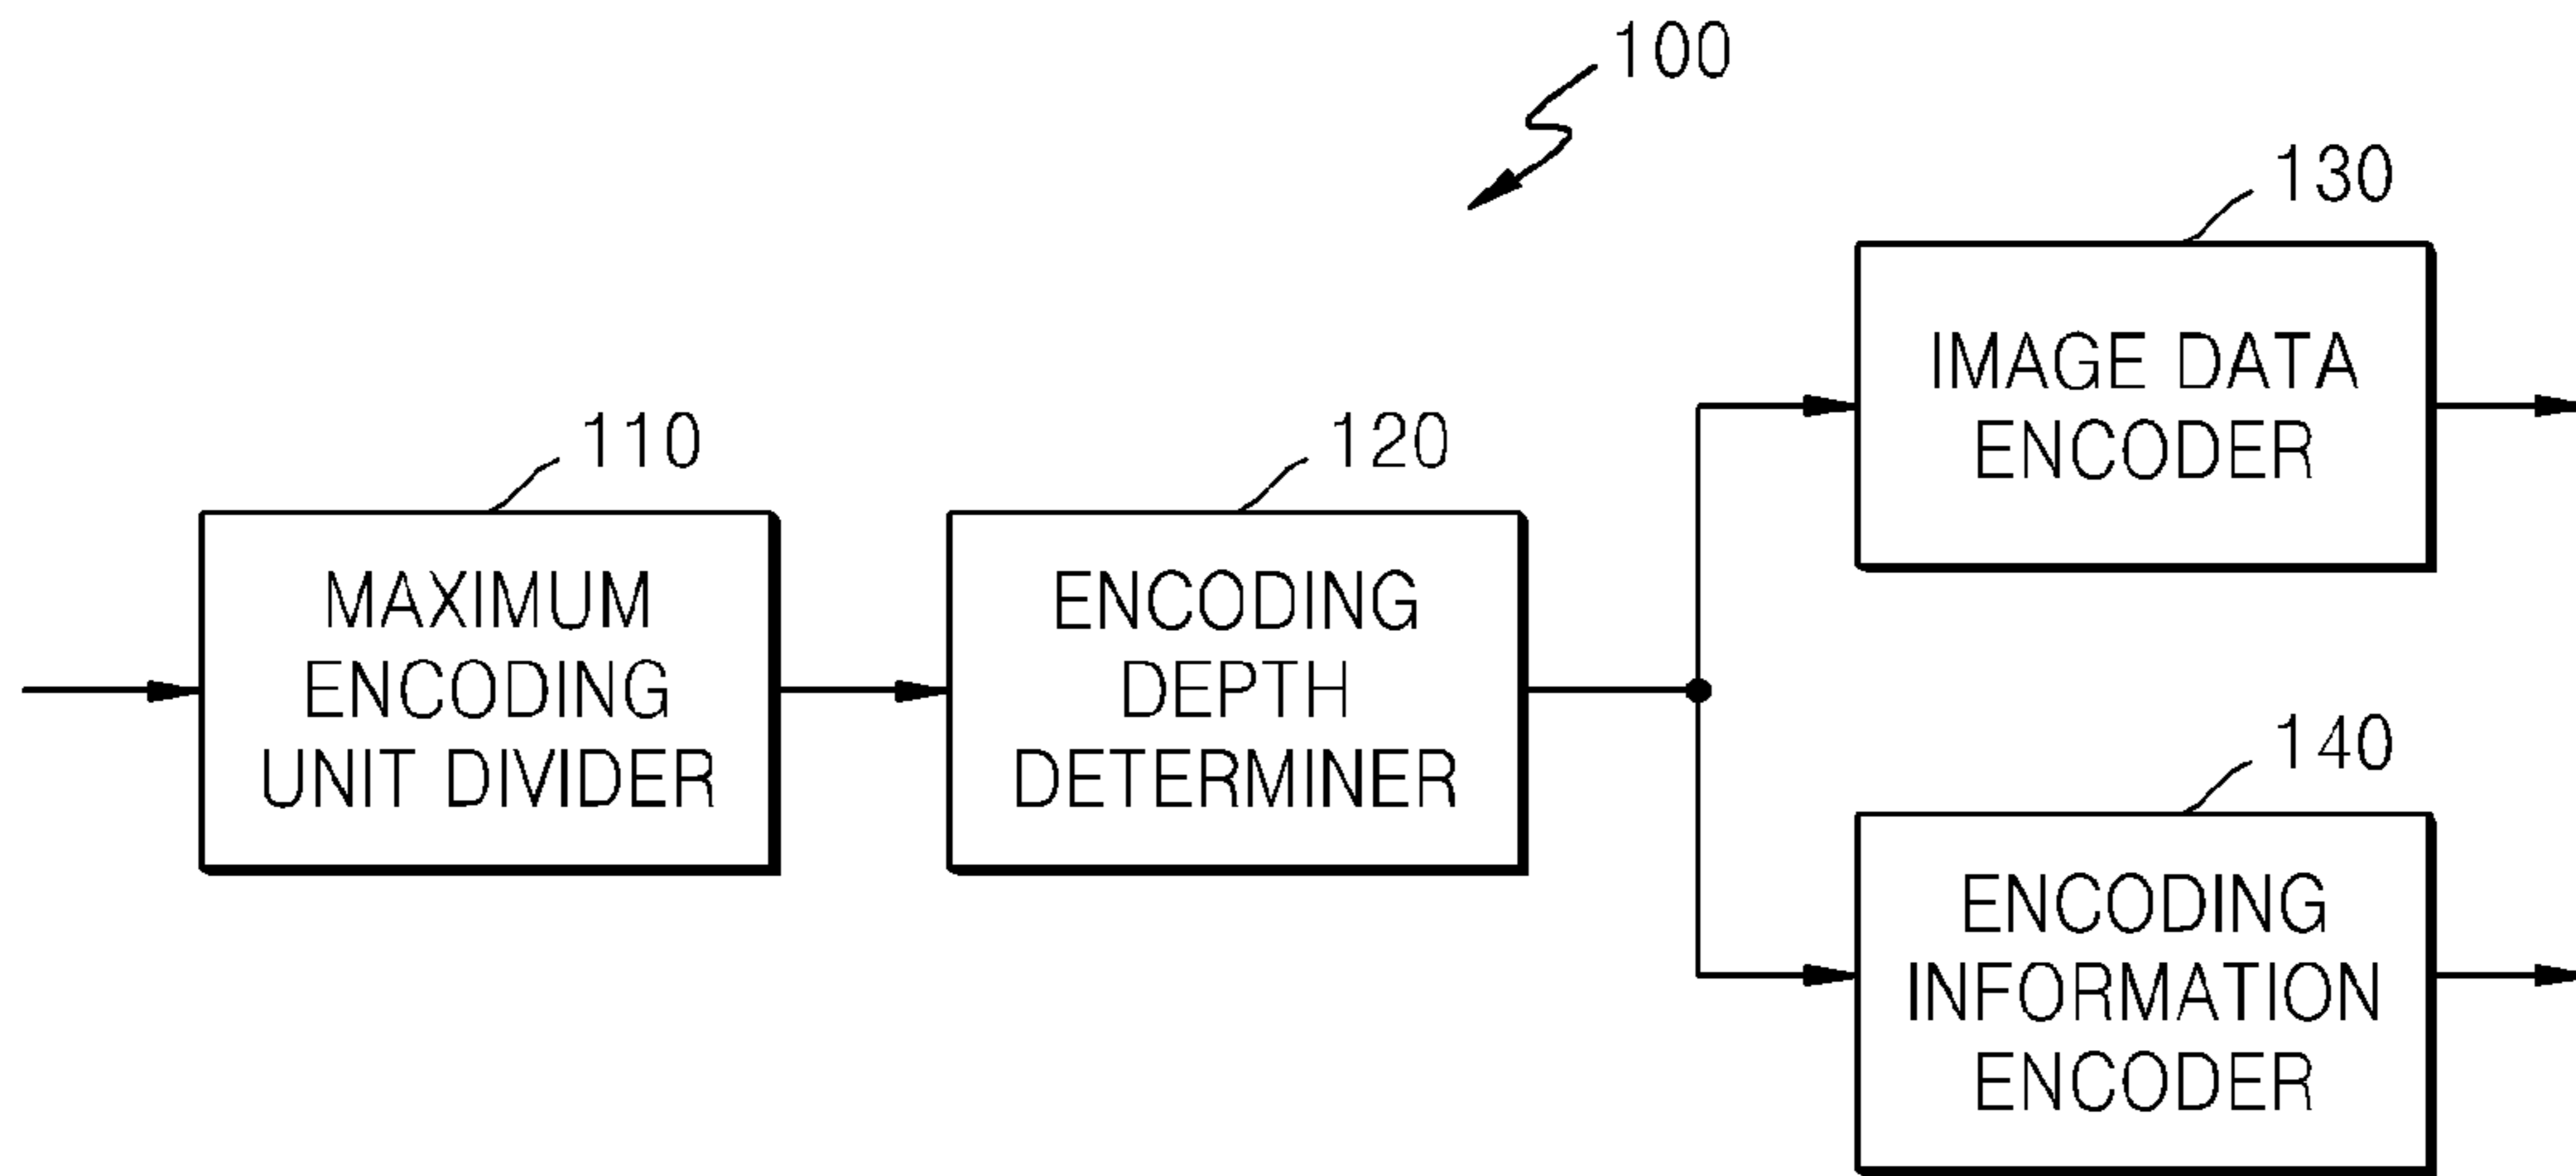 100
110
MAXIMUM
ENCODING
UNIT DIVIDER
120
ENCODING
DEPTH
DETERMINER
130
IMAGE DATA
ENCODER
140
ENCODING
INFORMATION
ENCODER